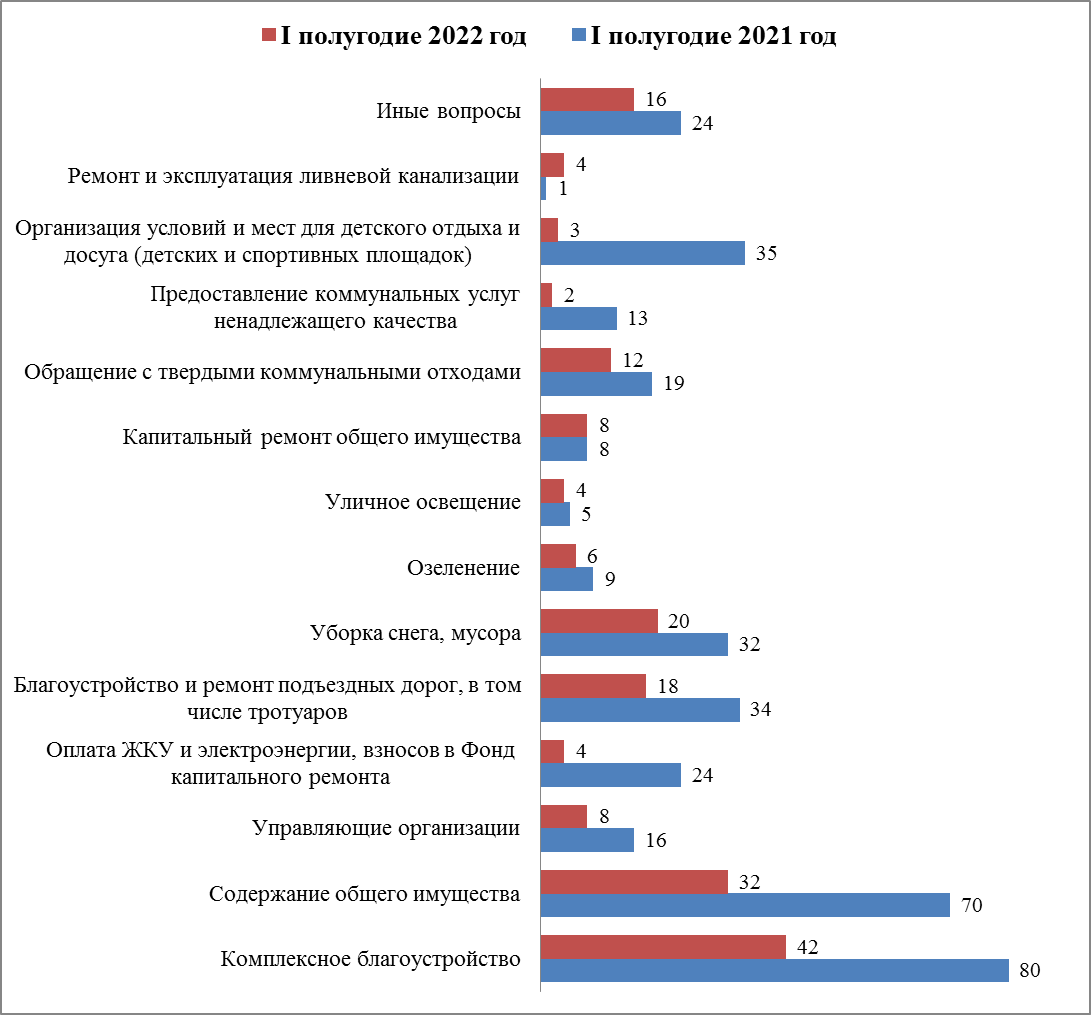 I полугодие 2022 год I полугодие 2021 год
Иные вопросы
16
24
Ремонт и эксплуатация ливневой канализации
4
1
Организация условий и мест для детского отдыха и
досуга (детских и спортивных площадок)
3
35
Предоставление коммунальных услуг
ненадлежащего качества
2
13
Обращение с твердыми коммунальными отходами
12
19
Капитальный ремонт общего имущества
8
8
Уличное освещение
4
5
Озеленение
6
9
Уборка снега, мусора
20
32
Благоустройство и ремонт подъездных дорог, в том
числе тротуаров
18
34
Оплата ЖКУ и электроэнергии, взносов в Фонд
капитального ремонта
4
24
Управляющие организации
8
16
Содержание общего имущества
32
70
Комплексное благоустройство
42
80